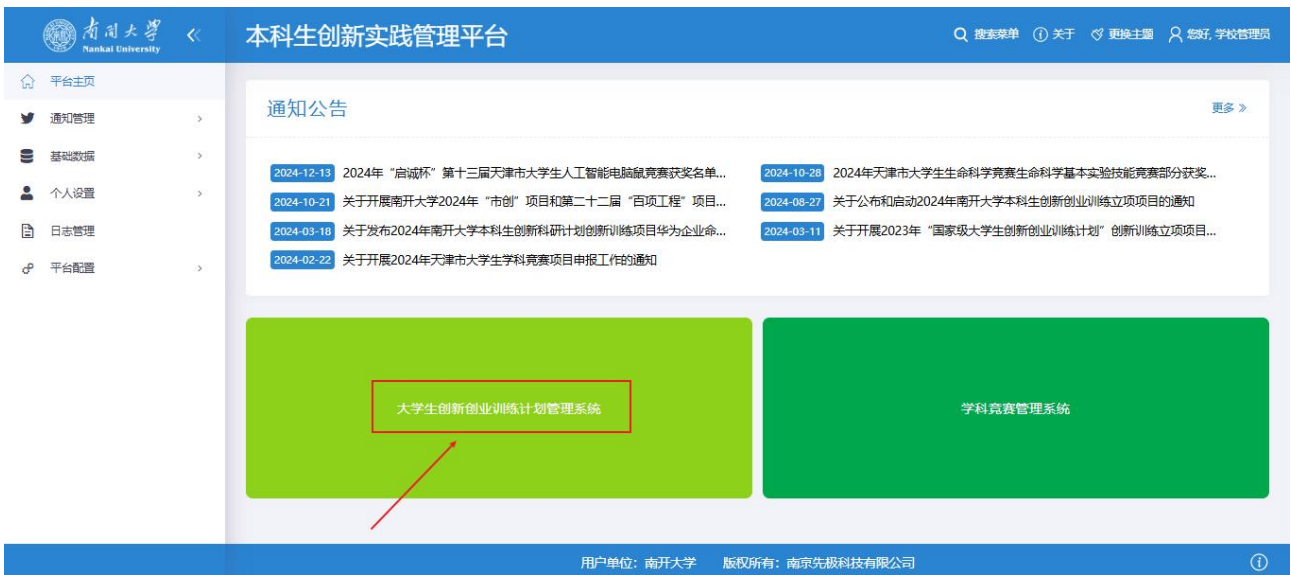 南开大学
Nankai University
本科生创新实践管理平台
搜索菜单 关于 更换主题 您好, 学校管理员
平台主页
通知管理
基础数据
个人设置
日志管理
平台配置
通知公告
更多
2024-12-13 2024年“启诚杯”第十三届天津市大学生人工智能电脑鼠竞赛获奖名单...
2024-10-28 2024年天津市大学生生命科学竞赛生命科学基本实验技能竞赛部分获奖...
2024-10-21 关于开展南开大学2024年“市创”项目和第二十二届“百项工程”项目...
2024-08-27 关于公布和启动2024年南开大学本科生创新创业训练立项项目的通知
2024-03-18 关于发布2024年南开大学本科生创新科研计划创新训练项目华为企业命...
2024-03-11 关于开展2023年“国家级大学生创新创业训练计划”创新训练立项项目...
2024-02-22 关于开展2024年天津市大学生学科竞赛项目申报工作的通知
大学生创新创业训练计划管理系统
学科竞赛管理系统
用户单位：南开大学 版权所有：南京先极科技有限公司